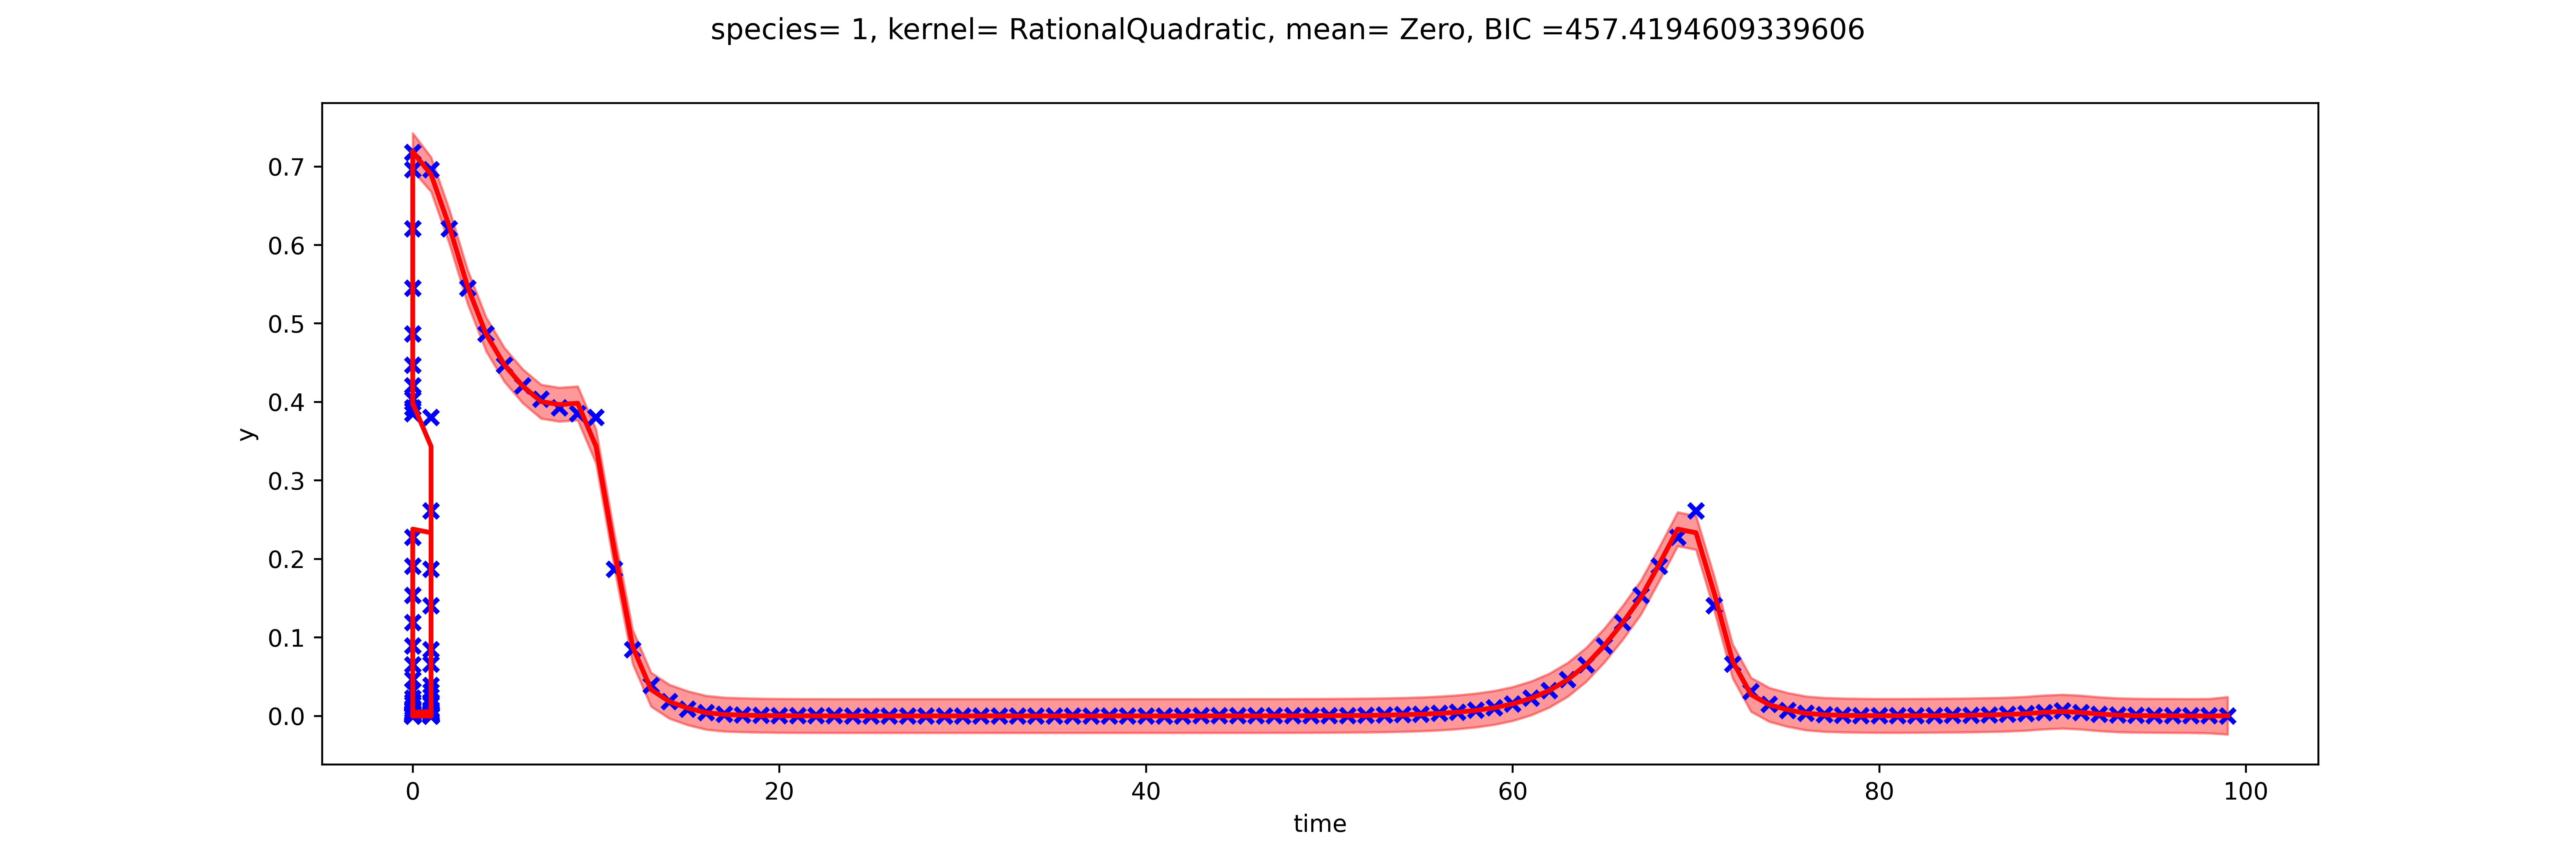 species= 1, kernel= RationalQuadratic, mean= Zero, BIC =457.4194609339606
0.7
0.6
0.5
0.4
0.3
0.2
0.1
0.0
y
0 20 40 60 80 100
time